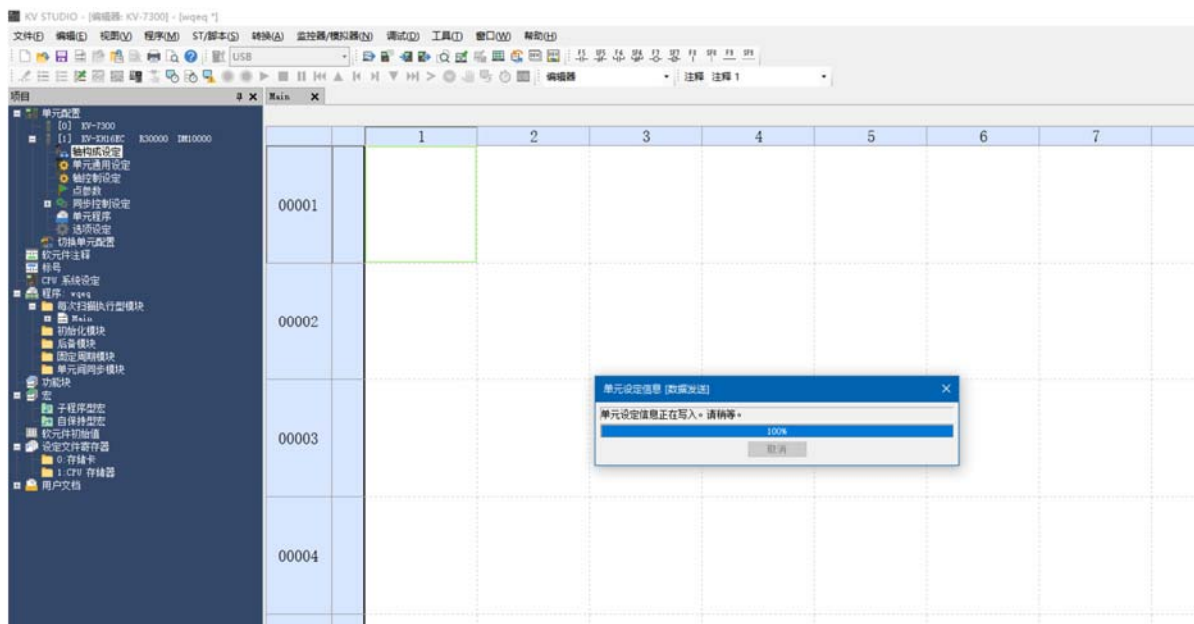 KV STUDIO - [编辑器: KV-7300] - [wqeq *]
文件(F) 编辑(E) 视图(V) 程序(M) ST/脚本(S) 转换(A) 监控器/模拟器(N) 调试(D) 工具(T) 窗口(W) 帮助(H)
USB
编辑器 注释 注释 1
项目 Main
单元配置
[0] KV-7300
[1] KV-XH16EC R30000 DM10000
轴构成设定
单元通用设定
轴控制设定
点参数
同步控制设定
单元程序
选项设定
切换单元配置
软元件注释
标号
CPU 系统设定
程序: wqeq
每次扫描执行型模块
Main
初始化模块
后备模块
固定周期模块
单元间同步模块
功能块
宏
子程序型宏
自保持型宏
软元件初始值
设定文件寄存器
0:存储卡
1:CPU 存储器
用户文档
1 2 3 4 5 6 7
00001
00002
00003
00004
单元设定信息 [数据发送]
单元设定信息正在写入。请稍等。
100%
取消